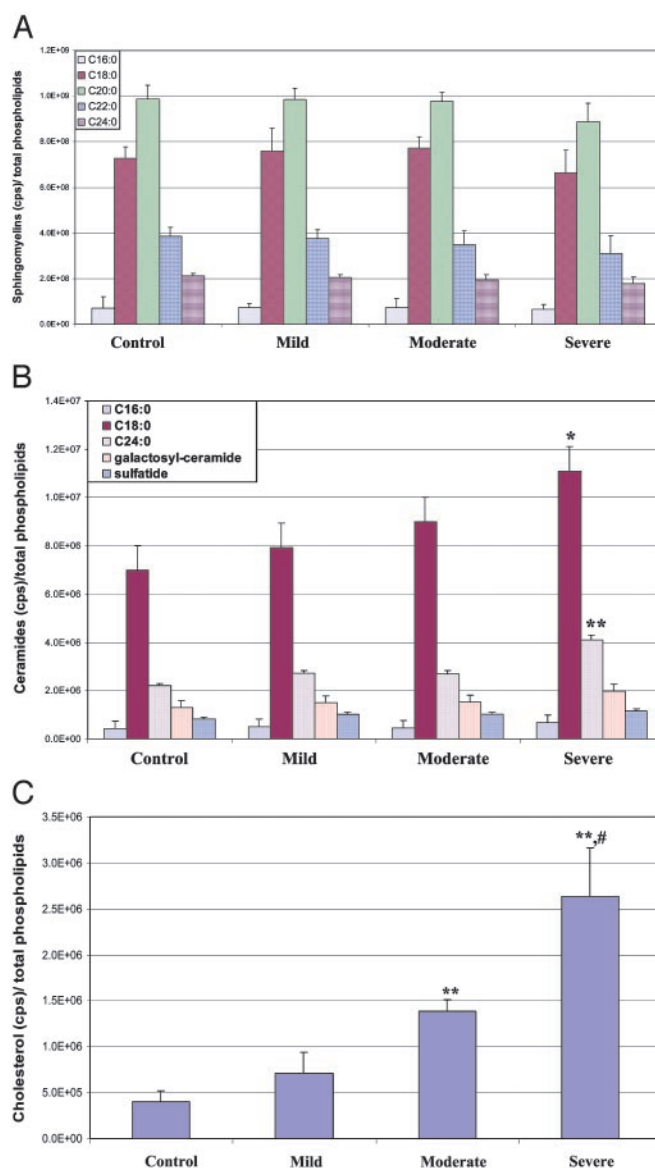 A
Sphingomyelins (cps)/ total phospholipids
1.2E+09
1.0E+09
8.0E+08
6.0E+08
4.0E+08
2.0E+08
0.0E+00
C16:0
C18:0
C20:0
C22:0
C24:0
Control Mild Moderate Severe
B
Ceramides (cps)/total phospholipids
1.4E+07
1.2E+07
1.0E+07
8.0E+06
6.0E+06
4.0E+06
2.0E+06
0.0E+00
C16:0
C18:0
C24:0
galactosyl-ceramide
sulfatide
*
**
Control Mild Moderate Severe
C
Cholesterol (cps)/ total phospholipids
3.5E+06
3.0E+06
2.5E+06
2.0E+06
1.5E+06
1.0E+06
5.0E+05
0.0E+00
**
**,#
Control Mild Moderate Severe